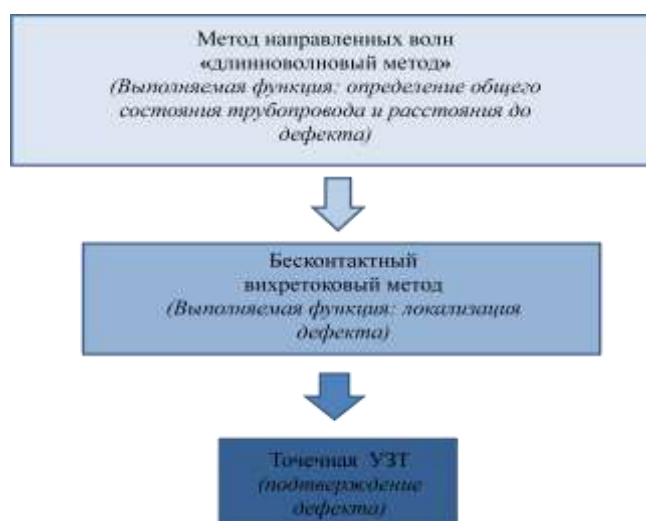 Метод направленных волн
«длинноволновый метод»
(Выполняемая функция: определение общего
состояния трубопровода и расстояния до
дефекта)
Бесконтактный
вихретоковый метод
(Выполняемая функция: локализация
дефекта)
Точечная УЗТ
(подтверждение
дефекта)